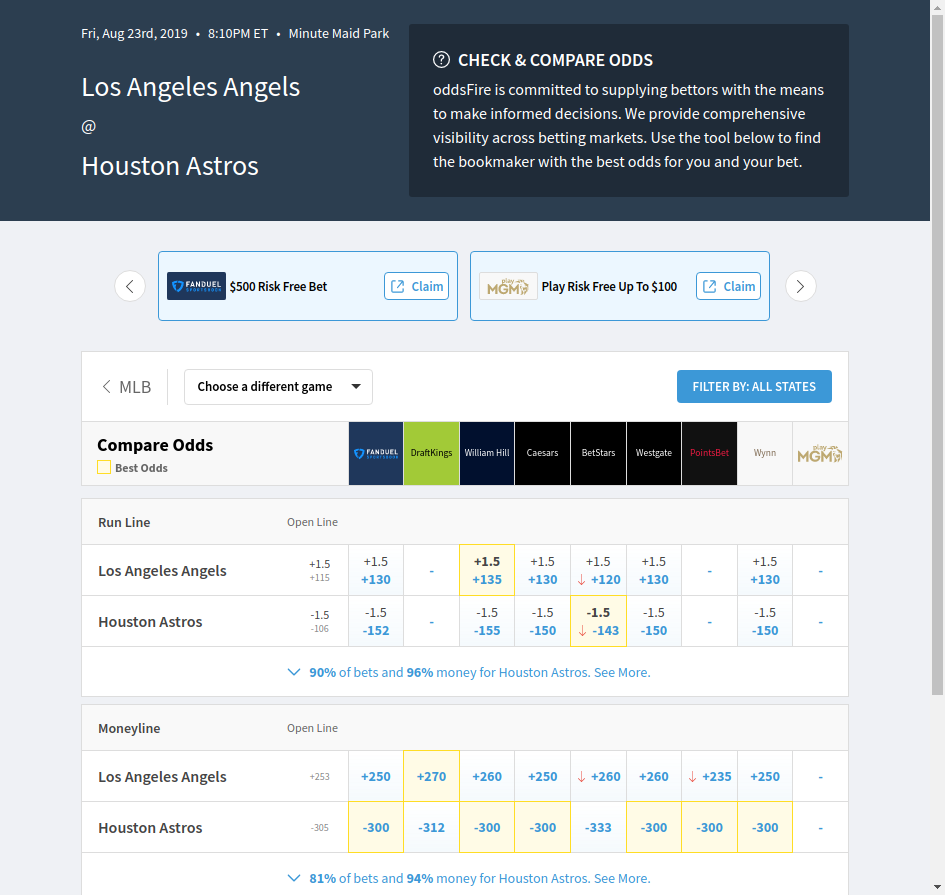 Fri, Aug 23rd, 2019 • 8:10PM ET • Minute Maid Park
Los Angeles Angels
@
Houston Astros
CHECK & COMPARE ODDS
oddsFire is committed to supplying bettors with the means
to make informed decisions. We provide comprehensive
visibility across betting markets. Use the tool below to find
the bookmaker with the best odds for you and your bet.
FANDUEL SPORTSBOOK $500 Risk Free Bet Claim
play MGM Play Risk Free Up To $100 Claim
MLB Choose a different game FILTER BY: ALL STATES
Compare Odds
Best Odds
FANDUEL SPORTSBOOK DraftKings William Hill Caesars BetStars Westgate PointsBet Wynn play MGM
Run Line Open Line
Los Angeles Angels
+1.5 +1.5 +1.5 +1.5 +1.5 +1.5 +1.5
+115 +130 - +135 +130 ↓ +120 +130 - +130 -
Houston Astros
-1.5 -1.5 -1.5 -1.5 -1.5 -1.5 -1.5
-106 -152 - -155 -150 ↓ -143 -150 - -150 -
90% of bets and 96% money for Houston Astros. See More.
Moneyline Open Line
Los Angeles Angels +253 +250 +270 +260 +250 ↓ +260 +260 ↓ +235 +250 -
Houston Astros -305 -300 -312 -300 -300 -333 -300 -300 -300 -
81% of bets and 94% money for Houston Astros. See More.